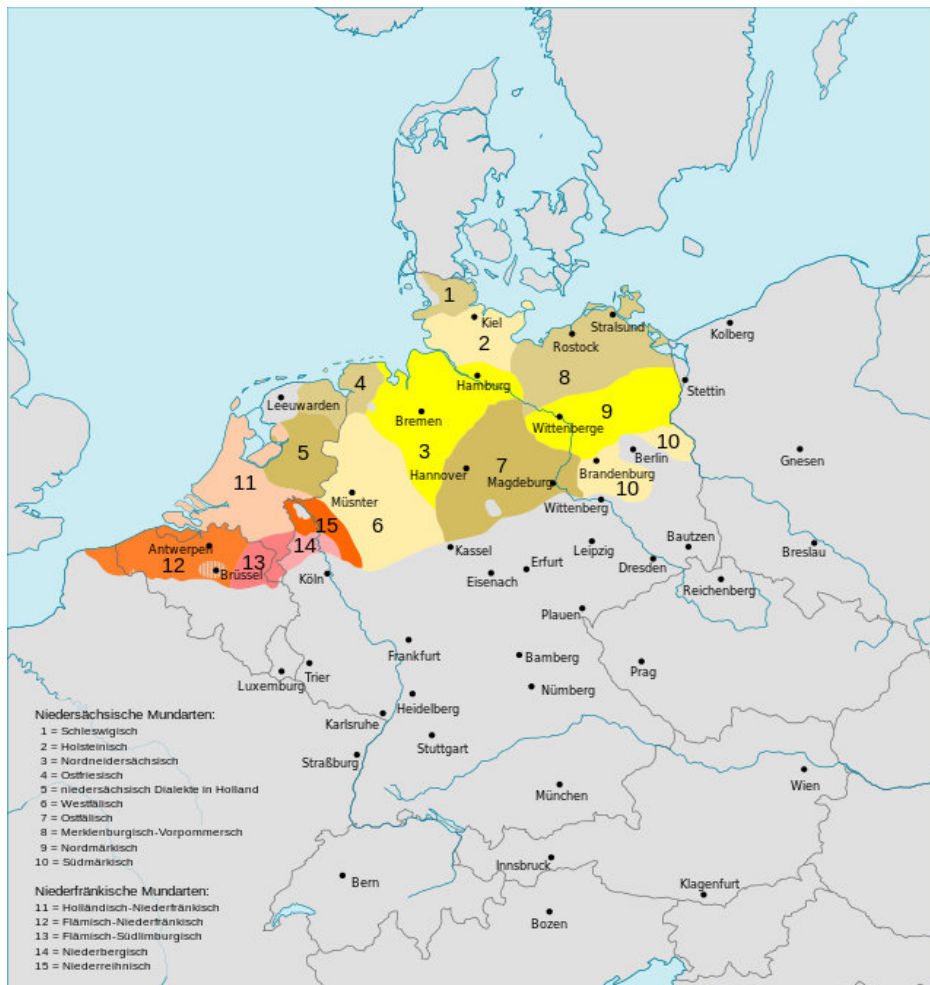 1
Kiel
Stralsund
Kolberg
2
Rostock
4
Hamburg
8
Stettin
Leeuwarden
Bremen
9
Wittenberge
10
5
3
Berlin
Gnesen
11
Hannover
7
Brandenburg
Magdeburg
10
Müsnter
Wittenberg
15
6
Antwerpen
14
Kassel
Leipzig
Bautzen
Breslau
12
Brüssel
13
Köln
Eisenach
Erfurt
Dresden
Reichenberg
Plauen
Frankfurt
Bamberg
Prag
Trier
Luxemburg
Nürnberg
Heidelberg
Karlsruhe
Stuttgart
Straßburg
München
Wien
Innsbruck
Bern
Klagenfurt
Bozen
Niedersächsische Mundarten:
1 = Schleswigisch
2 = Holsteinisch
3 = Nordneidersächsisch
4 = Ostfriesisch
5 = niedersächsisch Dialekte in Holland
6 = Westfälisch
7 = Ostfälisch
8 = Merklenburgisch-Vorpommersch
9 = Nordmärkisch
10 = Südmärkisch
Niederfränkische Mundarten:
11 = Holländisch-Niederfränkisch
12 = Flämisch-Niederfränkisch
13 = Flämisch-Südlimburgisch
14 = Niederbergisch
15 = Niederreihnisch